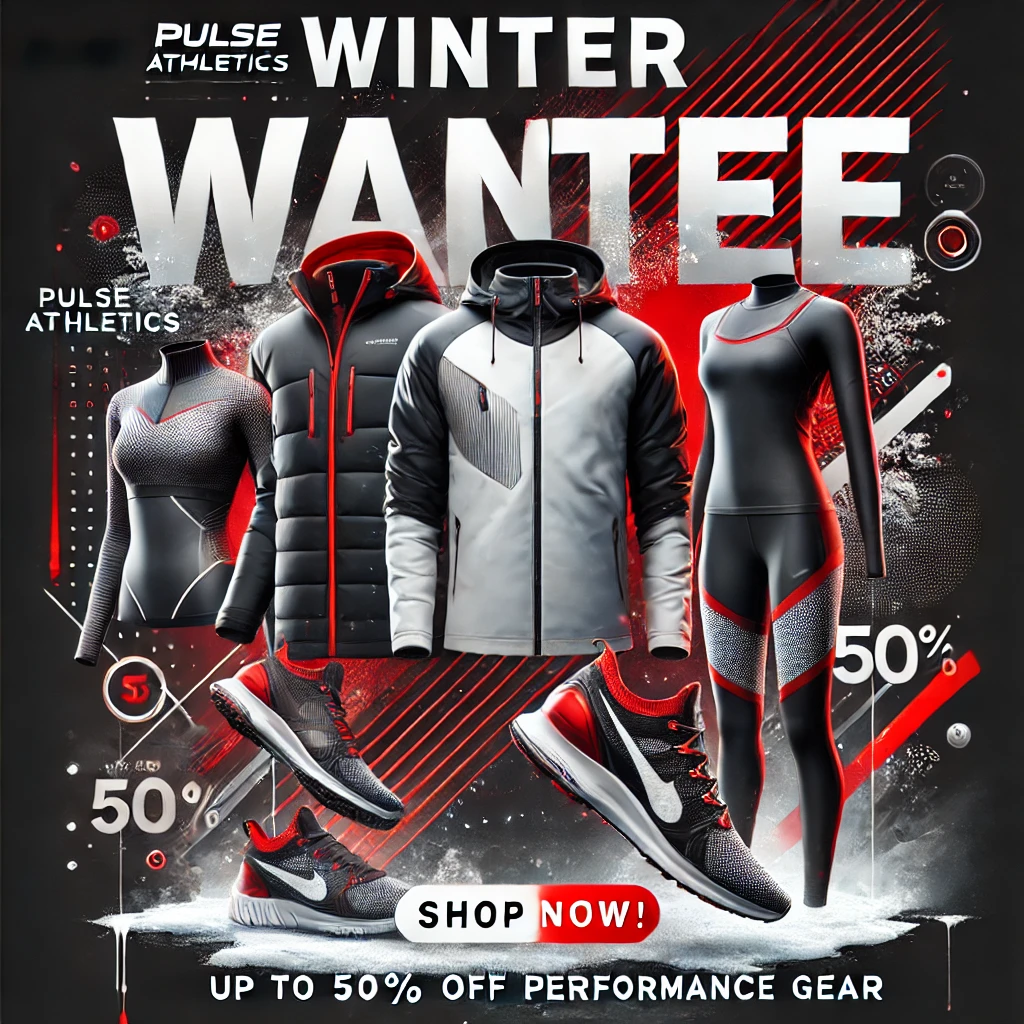 PULSE
ATHLETICS
WINTER
WANTEE
PULSE
ATHLETICS
50%
50°
SHOP NOW!
UP TO 50% OFF PERFORMANCE GEAR